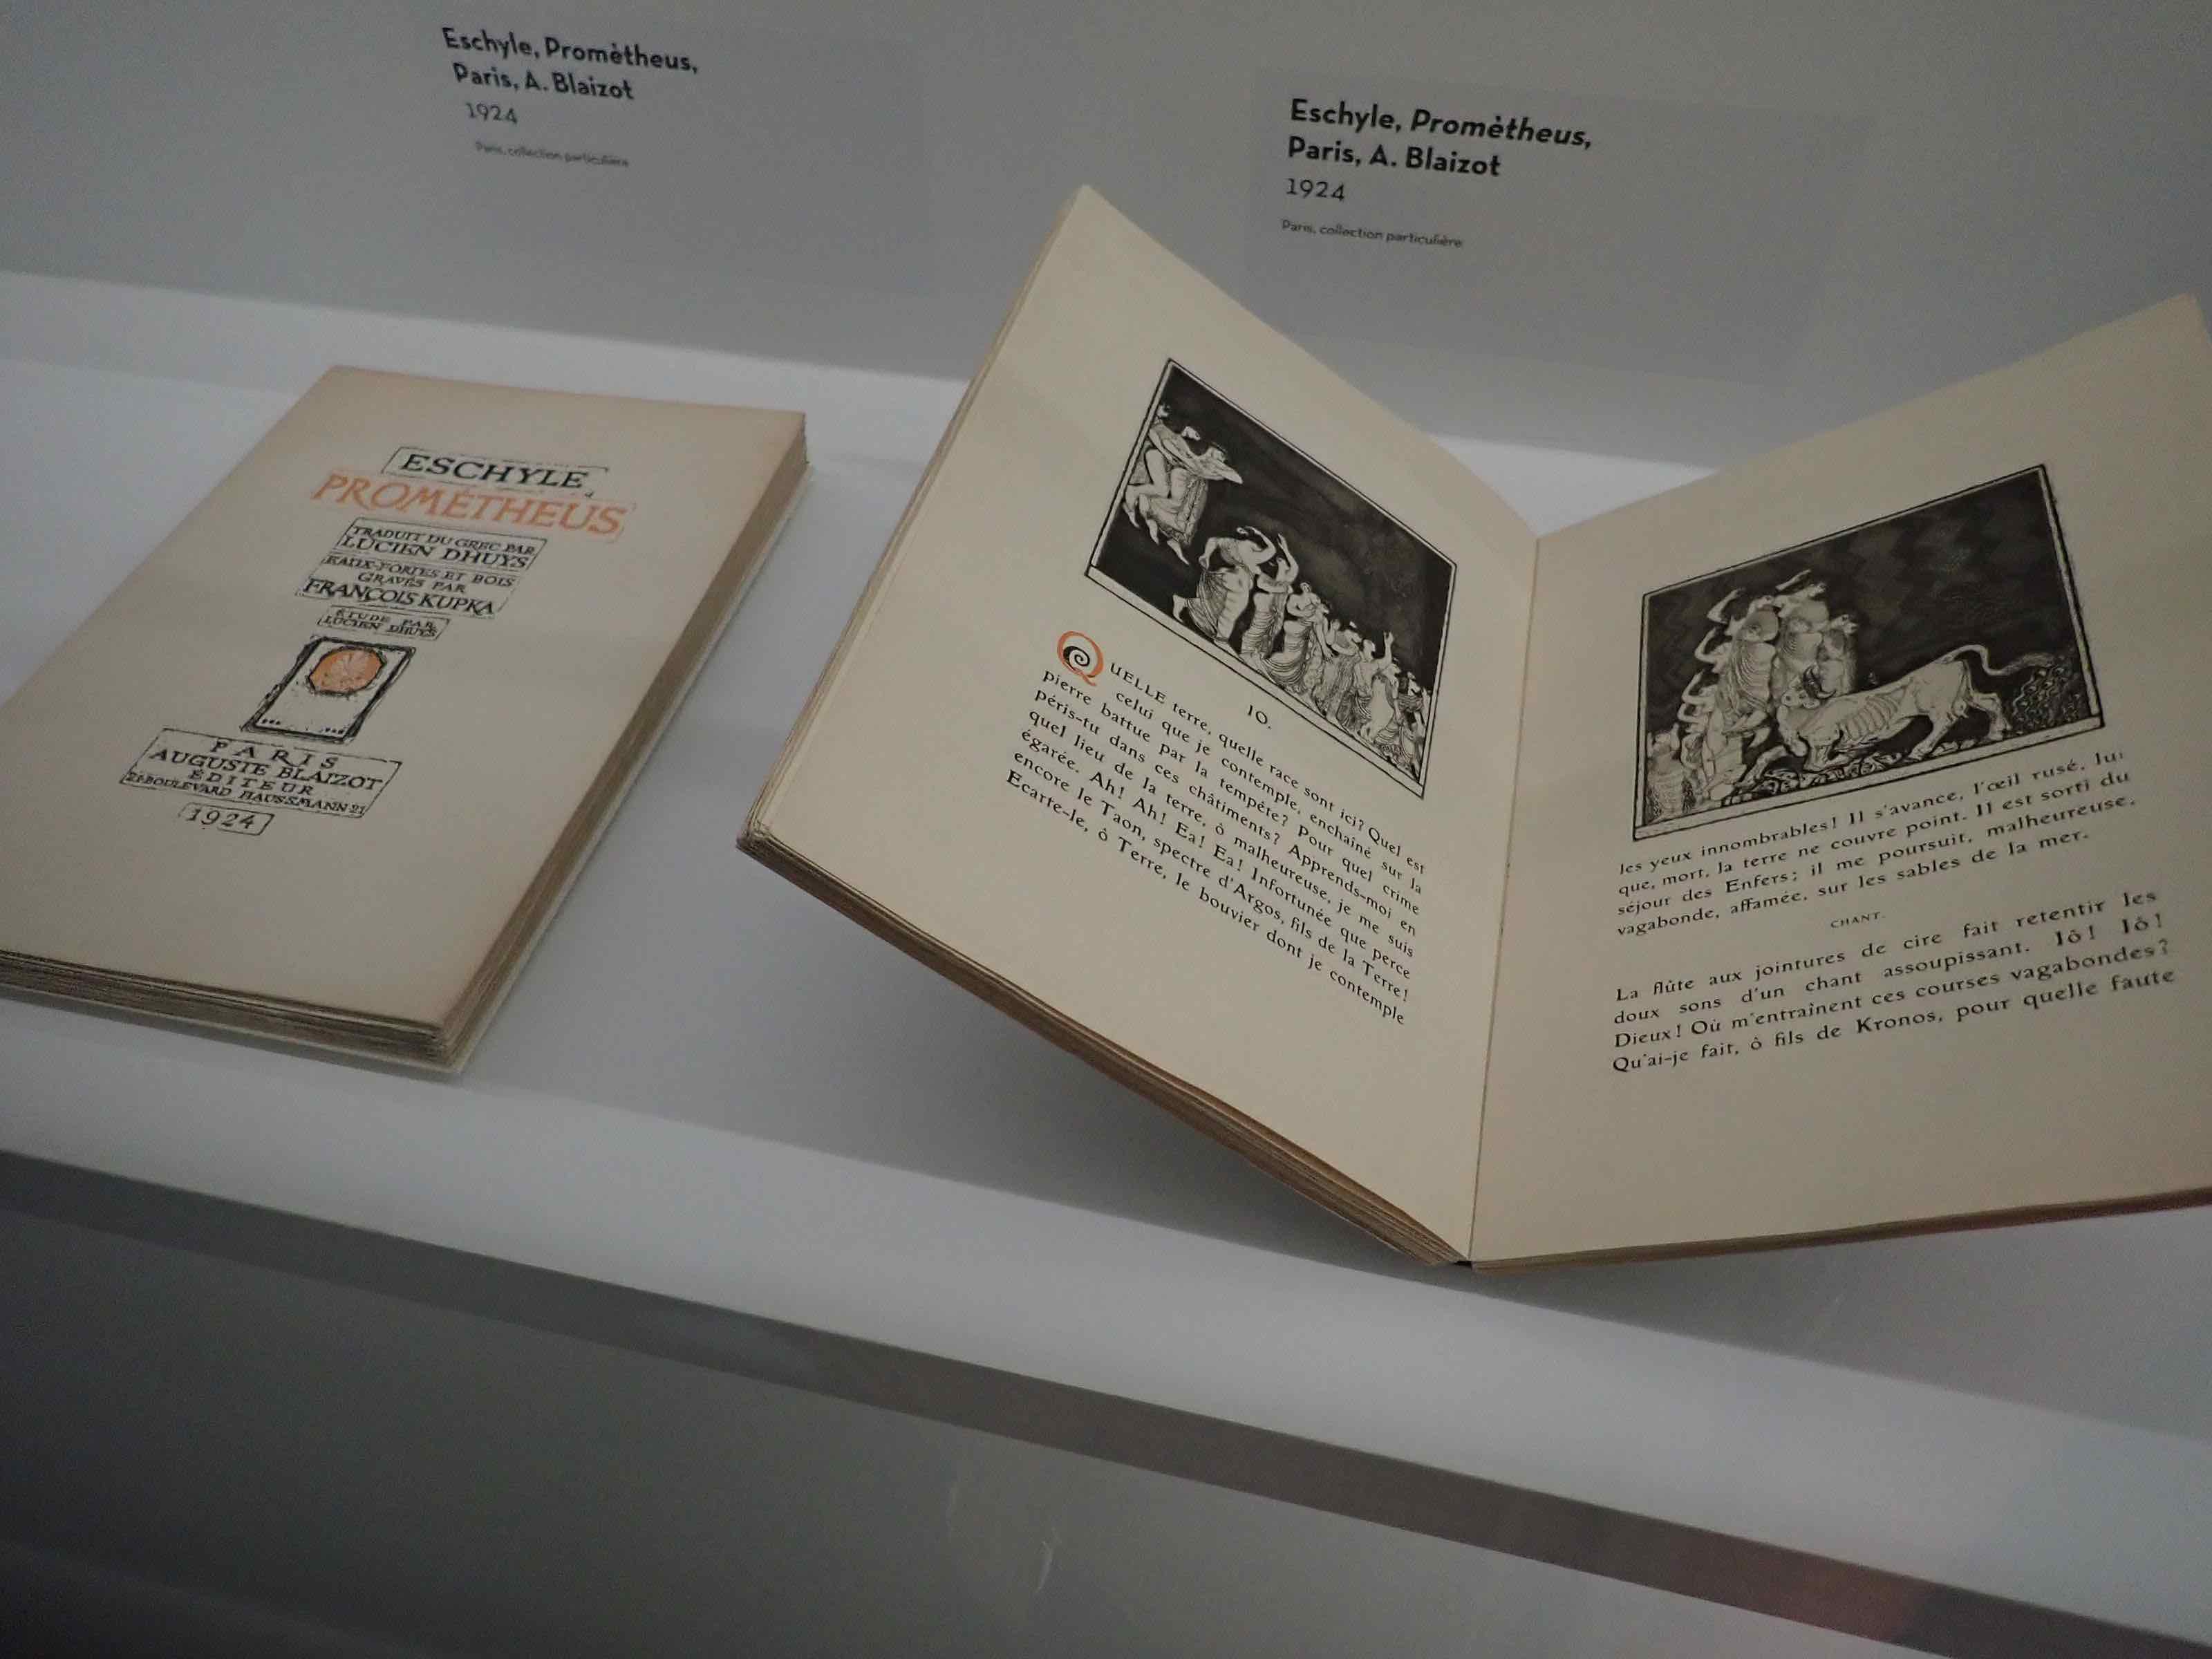 Eschyle, Promètheus,
Paris, A. Blaizot
1924
Paris, collection particulière
Eschyle, Promètheus,
Paris, A. Blaizot
1924
Paris, collection particulière
ESCHYLE
PROMÉTHEUS
TRADUIT DU GREC PAR
LUCIEN DHUYS
EAUX-FORTES ET BOIS
GRAVÉS PAR
FRANÇOIS KUPKA
ÉTUDE PAR
LUCIEN DHUYS
PARIS
AUGUSTE BLAIZOT
ÉDITEUR
21·BOULEVARD HAUSSMANN 21
1924
IO.
QUELLE terre, quelle race sont ici? Quel est
celui que je contemple, enchaîné sur la
pierre battue par la tempête? Pour quel crime
péris-tu dans ces châtiments? Apprends-moi en
quel lieu de la terre, ô malheureuse, je me suis
égarée. Ah! Ah! Ea! Ea! Infortunée que perce
encore le Taon, spectre d'Argos, fils de la Terre!
Ecarte-le, ô Terre, le bouvier dont je contemple
les yeux innombrables! Il s'avance, l'œil rusé, lui
que, mort, la terre ne couvre point. Il est sorti du
séjour des Enfers; il me poursuit, malheureuse,
vagabonde, affamée, sur les sables de la mer.
CHANT.
La flûte aux jointures de cire fait retentir les
doux sons d'un chant assoupissant. Iô! Iô!
Dieux! Où m'entraînent ces courses vagabondes?
Qu'ai-je fait, ô fils de Kronos, pour quelle faute